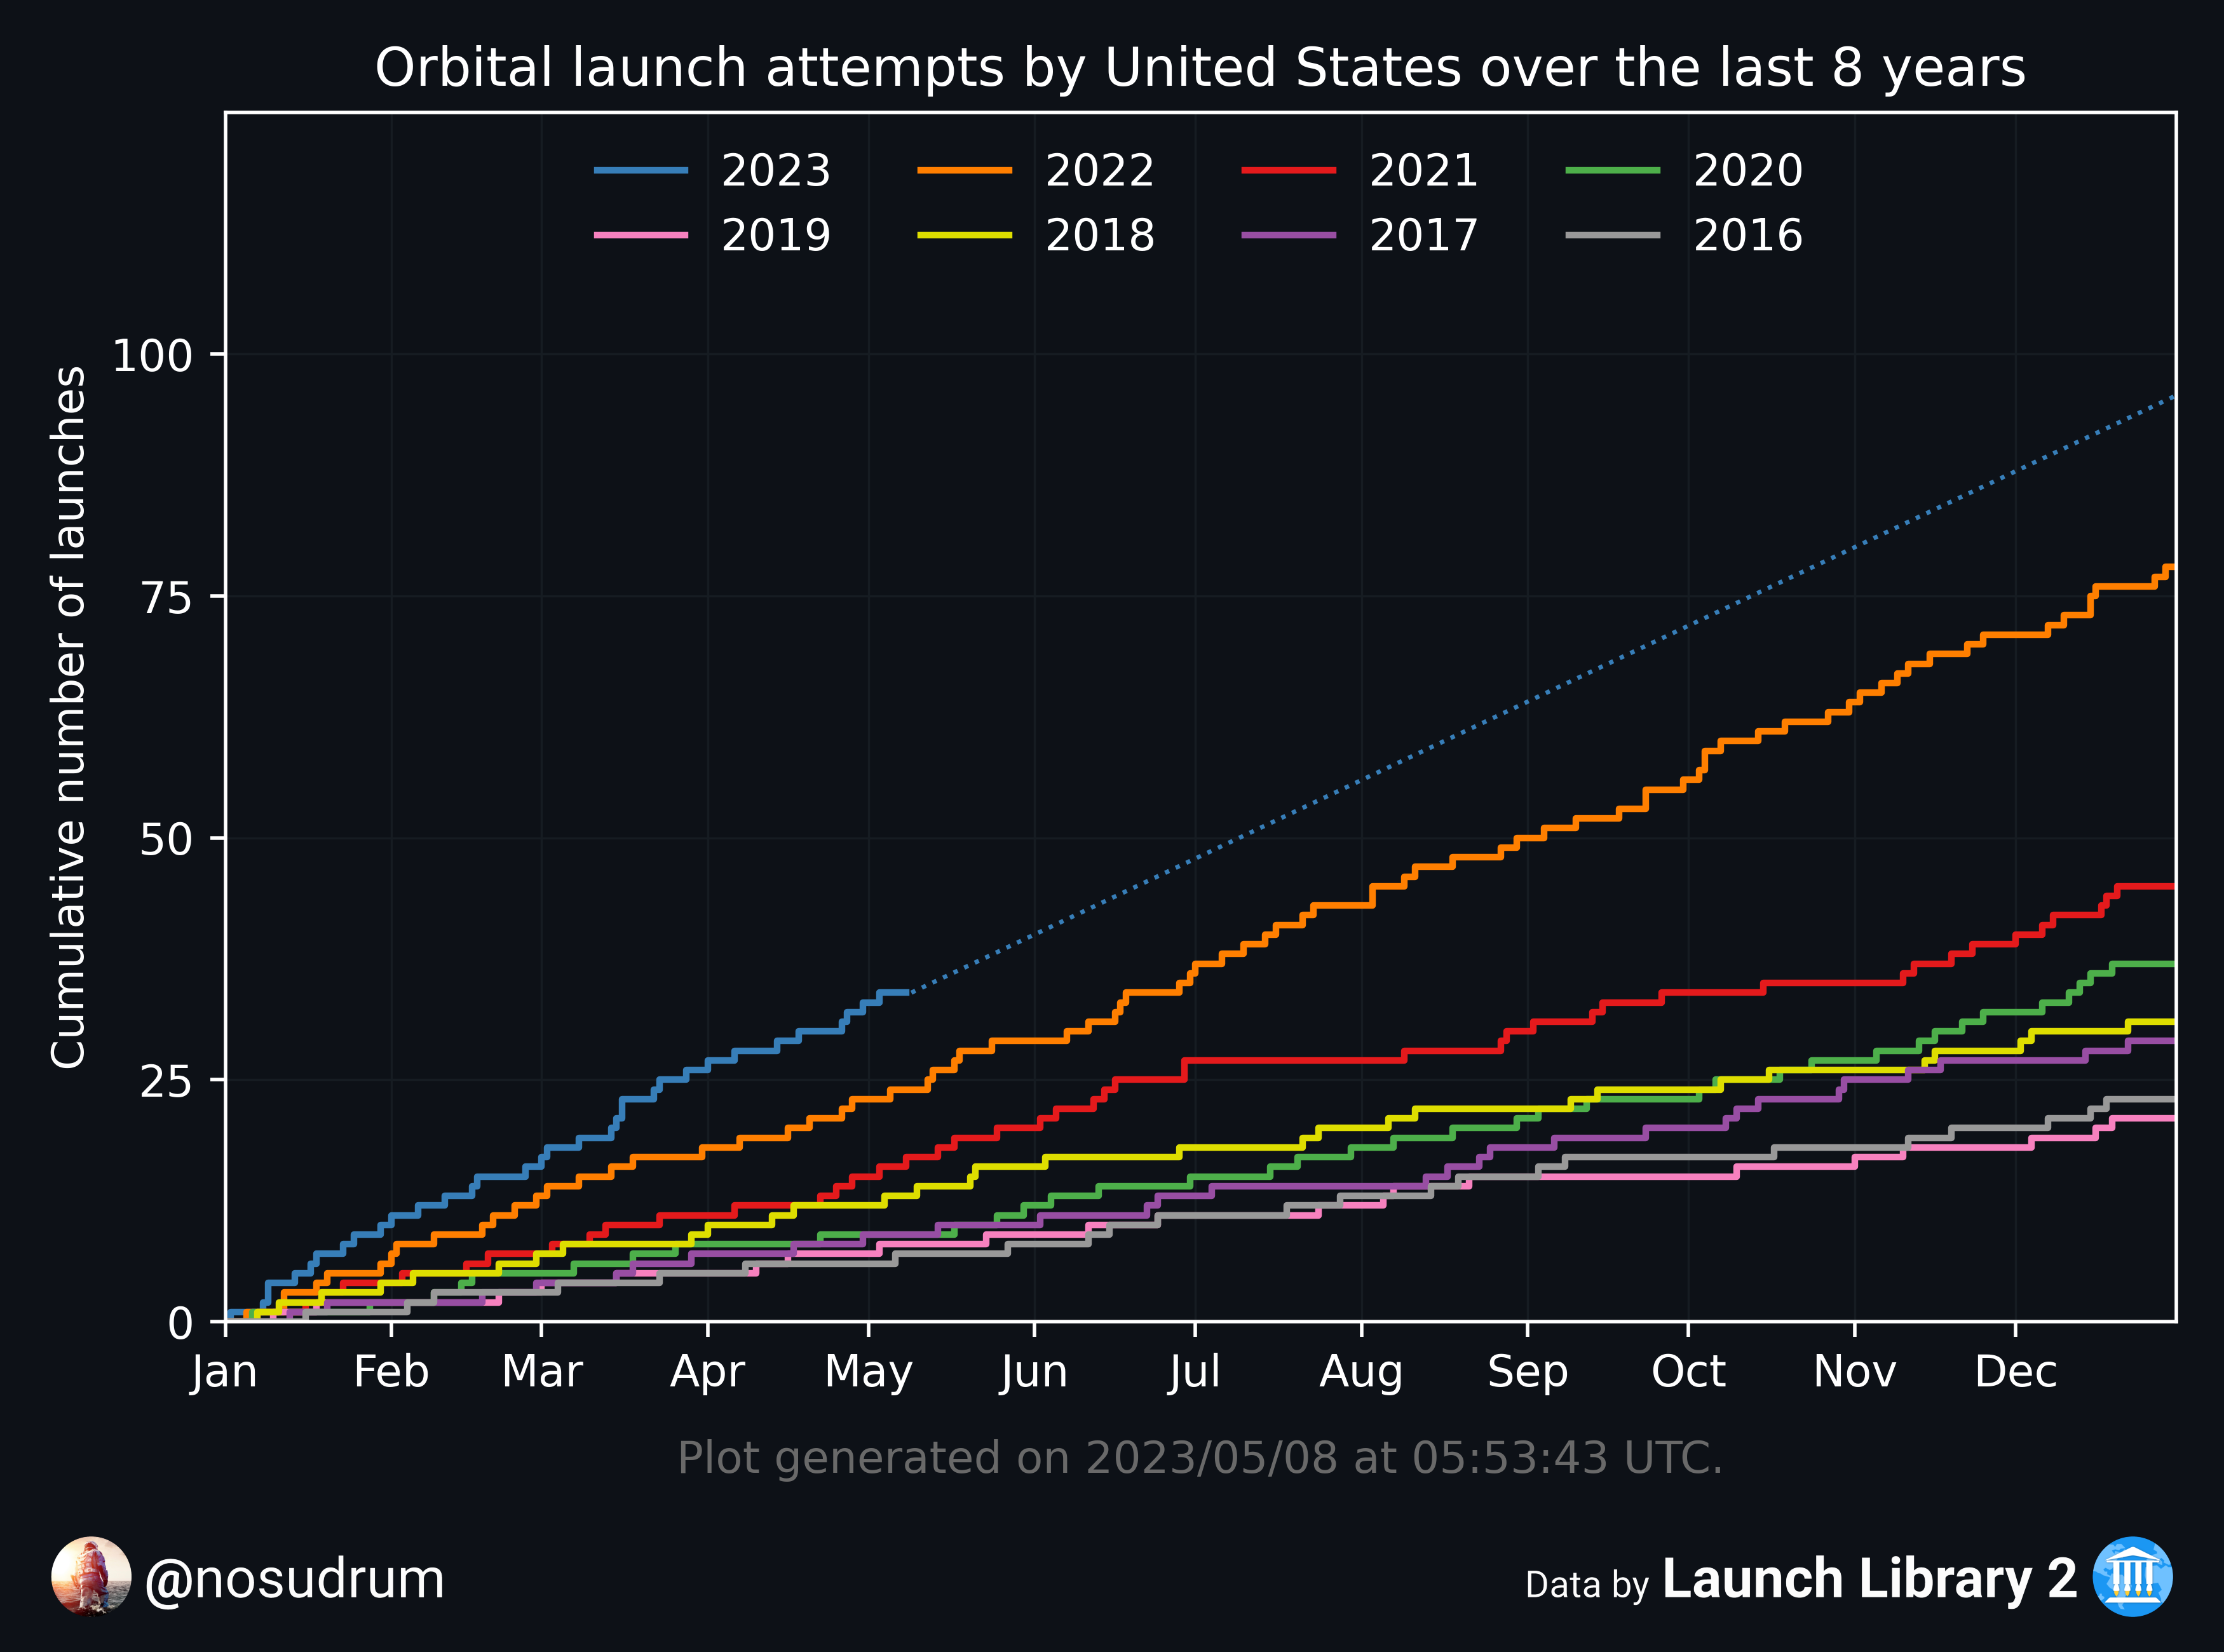 Orbital launch attempts by United States over the last 8 years
2023 2022 2021 2020
2019 2018 2017 2016
Cumulative number of launches
100
75
50
25
0
Jan Feb Mar Apr May Jun Jul Aug Sep Oct Nov Dec
Plot generated on 2023/05/08 at 05:53:43 UTC.
@nosudrum
Data by Launch Library 2